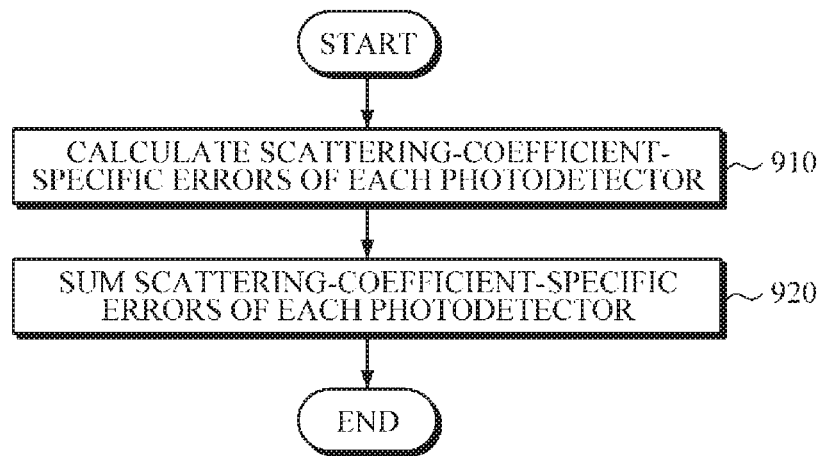 START
CALCULATE SCATTERING-COEFFICIENT-
SPECIFIC ERRORS OF EACH PHOTODETECTOR
910
SUM SCATTERING-COEFFICIENT-SPECIFIC
ERRORS OF EACH PHOTODETECTOR
920
END